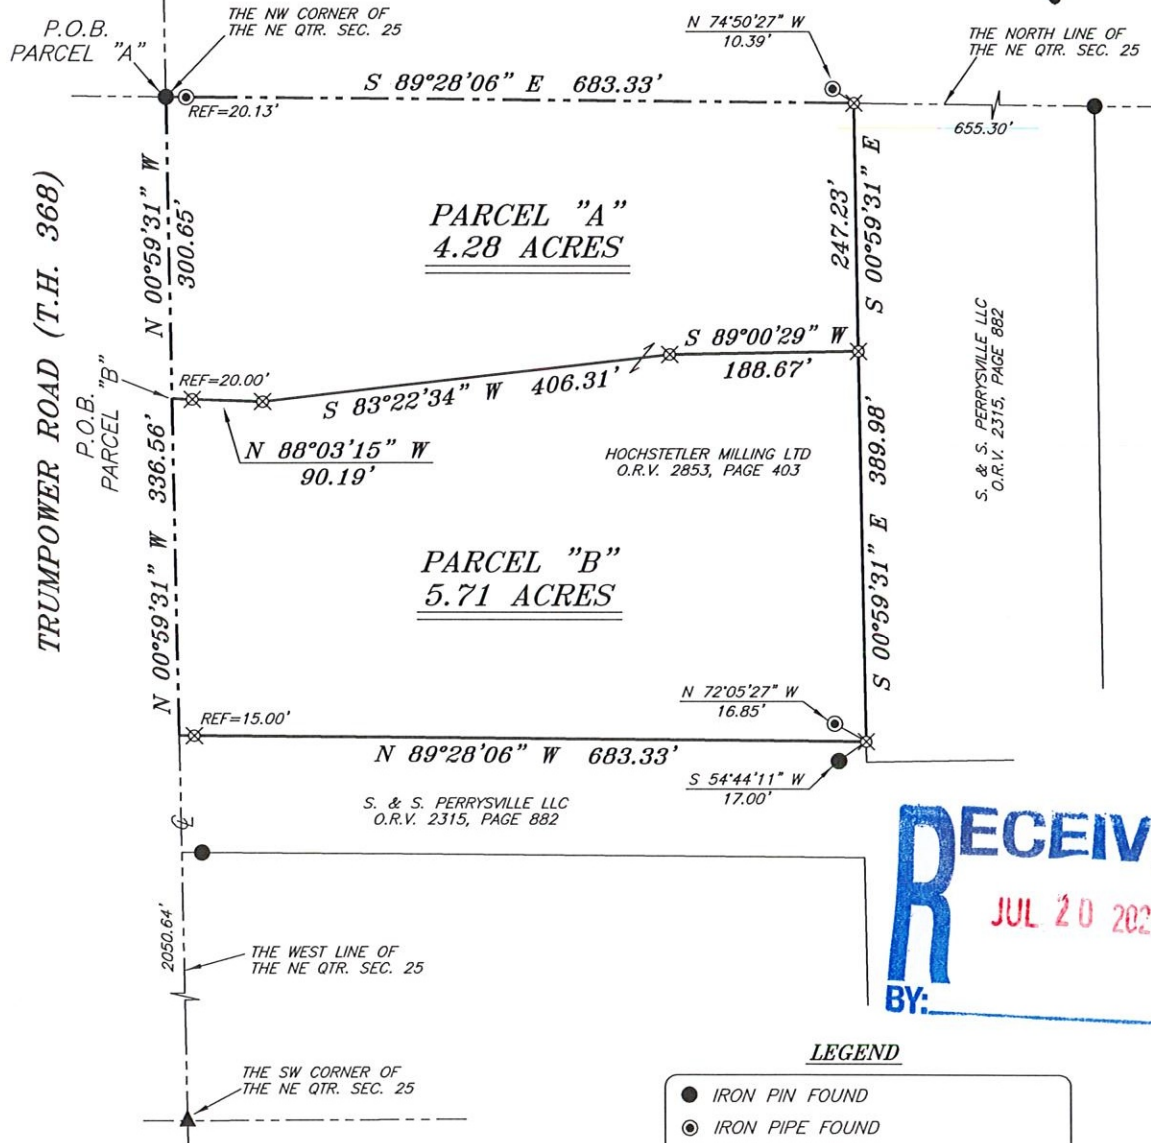 P.O.B.
PARCEL "A"
THE NW CORNER OF
THE NE QTR. SEC. 25
N 74°50'27" W
10.39'
THE NORTH LINE OF
THE NE QTR. SEC. 25
S 89°28'06" E 683.33'
REF=20.13'
655.30'
TRUMPOWER ROAD (T.H. 368)
N 00°59'31" W
300.65'
PARCEL "A"
4.28 ACRES
247.23'
S 00°59'31" E
S. & S. PERRYSVILLE LLC
O.R.V. 2315, PAGE 882
S 89°00'29" W
188.67'
P.O.B.
PARCEL "B"
REF=20.00'
S 83°22'34" W 406.31'
N 88°03'15" W
90.19'
HOCHSTETLER MILLING LTD
O.R.V. 2853, PAGE 403
N 00°59'31" W 336.56'
S 00°59'31" E 389.98'
PARCEL "B"
5.71 ACRES
N 72°05'27" W
16.85'
REF=15.00'
N 89°28'06" W 683.33'
S 54°44'11" W
17.00'
S. & S. PERRYSVILLE LLC
O.R.V. 2315, PAGE 882
RECEIV
JUL 20 202
BY:
2050.64'
THE WEST LINE OF
THE NE QTR. SEC. 25
THE SW CORNER OF
THE NE QTR. SEC. 25
LEGEND
IRON PIN FOUND
IRON PIPE FOUND